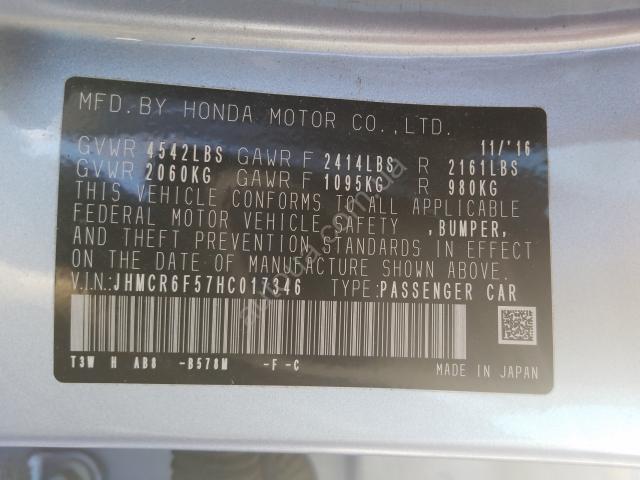 MFD. BY HONDA MOTOR CO.,LTD. 11/'16
GVWR 4542LBS GAWR F 2414LBS R 2161LBS
GVWR 2060KG GAWR F 1095KG R 980KG
THIS VEHICLE CONFORMS TO ALL APPLICABLE
FEDERAL MOTOR VEHICLE SAFETY ,BUMPER,
AND THEFT PREVENTION STANDARDS IN EFFECT
ON THE DATE OF MANUFACTURE SHOWN ABOVE.
V.I.N.:JHMCR6F57HC017346 TYPE:PASSENGER CAR
T3W H AB8 -B578M -F -C
MADE IN JAPAN